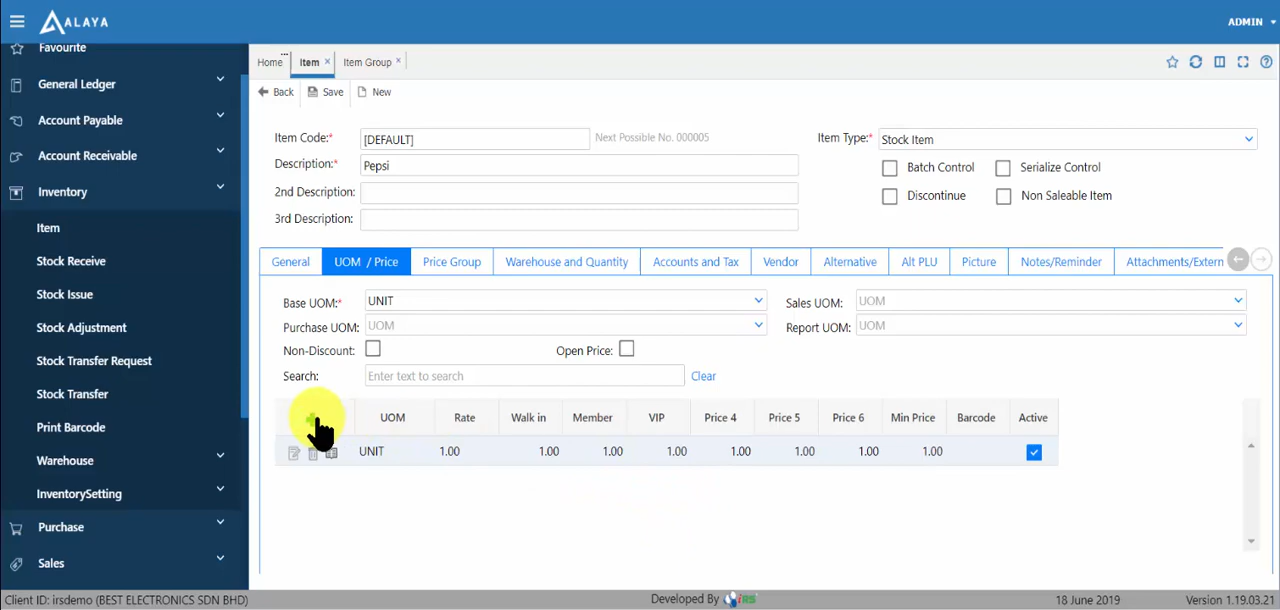 ALAYA
ADMIN
Favourite
General Ledger
Account Payable
Account Receivable
Inventory
Item
Stock Receive
Stock Issue
Stock Adjustment
Stock Transfer Request
Stock Transfer
Print Barcode
Warehouse
InventorySetting
Purchase
Sales
Home
Item
Item Group
Back
Save
New
Item Code:* [DEFAULT] Next Possible No. 000005
Item Type:* Stock Item
Description:* Pepsi
Batch Control
Serialize Control
2nd Description:
Discontinue
Non Saleable Item
3rd Description:
General
UOM / Price
Price Group
Warehouse and Quantity
Accounts and Tax
Vendor
Alternative
Alt PLU
Picture
Notes/Reminder
Attachments/Extern
Base UOM:* UNIT
Sales UOM: UOM
Purchase UOM: UOM
Report UOM: UOM
Non-Discount:
Open Price:
Search: Enter text to search Clear
UOM Rate Walk in Member VIP Price 4 Price 5 Price 6 Min Price Barcode Active
UNIT 1.00 1.00 1.00 1.00 1.00 1.00 1.00 1.00
Client ID: irsdemo (BEST ELECTRONICS SDN BHD)
Developed By iRS
18 June 2019
Version 1.19.03.21